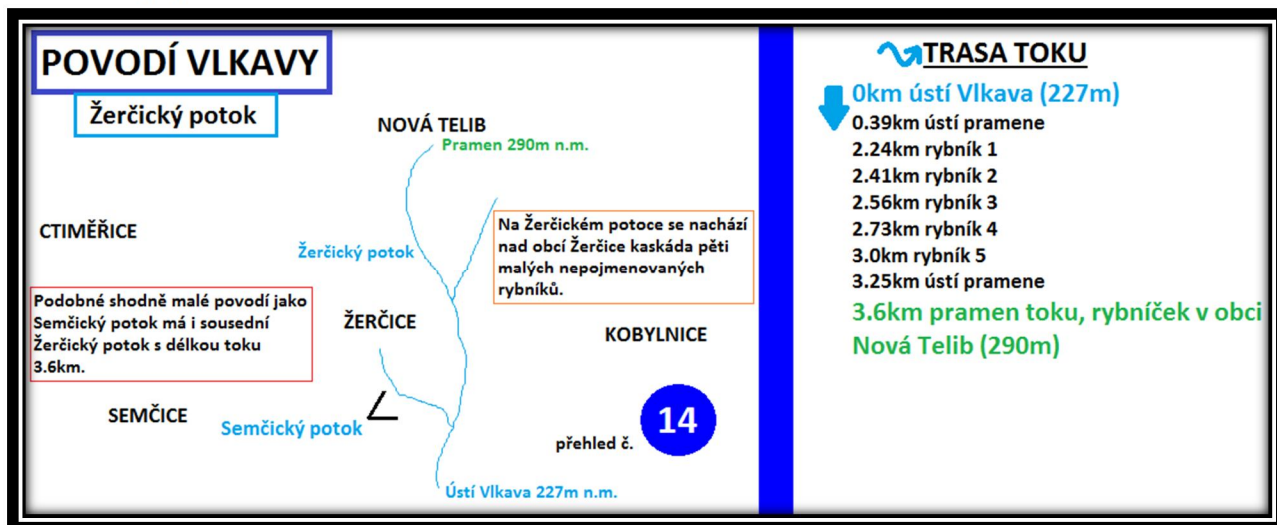 POVODÍ VLKAVY
Žerčický potok
NOVÁ TELIB
Pramen 290m n.m.
CTIMĚŘICE
Žerčický potok
Na Žerčickém potoce se nachází
nad obcí Žerčice kaskáda pěti
malých nepojmenovaných
rybníků.
Podobné shodně malé povodí jako
Semčický potok má i sousední
Žerčický potok s délkou toku
3.6km.
ŽERČICE
KOBYLNICE
SEMČICE
Semčický potok
přehled č.
14
Ústí Vlkava 227m n.m.
TRASA TOKU
0km ústí Vlkava (227m)
0.39km ústí pramene
2.24km rybník 1
2.41km rybník 2
2.56km rybník 3
2.73km rybník 4
3.0km rybník 5
3.25km ústí pramene
3.6km pramen toku, rybníček v obci
Nová Telib (290m)